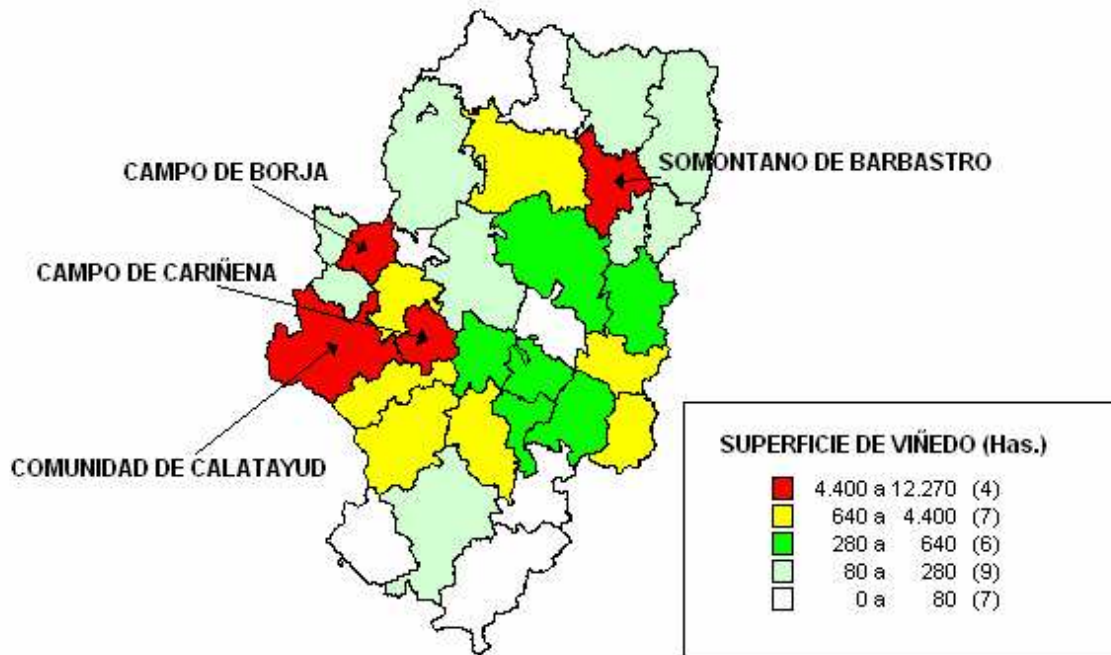 SOMONTANO DE BARBASTRO
CAMPO DE BORJA
CAMPO DE CARIÑENA
COMUNIDAD DE CALATAYUD
SUPERFICIE DE VIÑEDO (Has.)
4.400 a 12.270 (4)
640 a 4.400 (7)
280 a 640 (6)
80 a 280 (9)
0 a 80 (7)